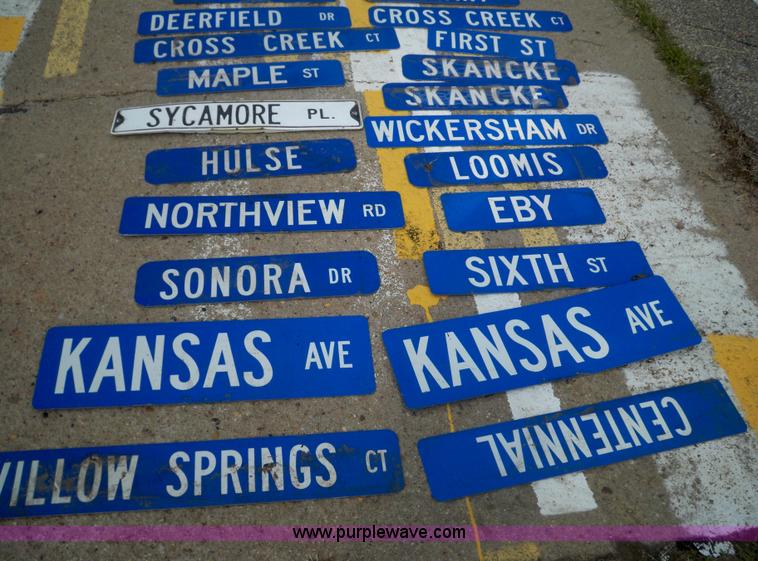 DEERFIELD DR
CROSS CREEK CT
CROSS CREEK CT
FIRST ST
MAPLE ST
SKANCKE
SKANCKE
SYCAMORE PL.
WICKERSHAM DR
HULSE
LOOMIS
NORTHVIEW RD
EBY
SONORA DR
SIXTH ST
KANSAS AVE
KANSAS AVE
WILLOW SPRINGS CT
CENTENNIAL
www.purplewave.com